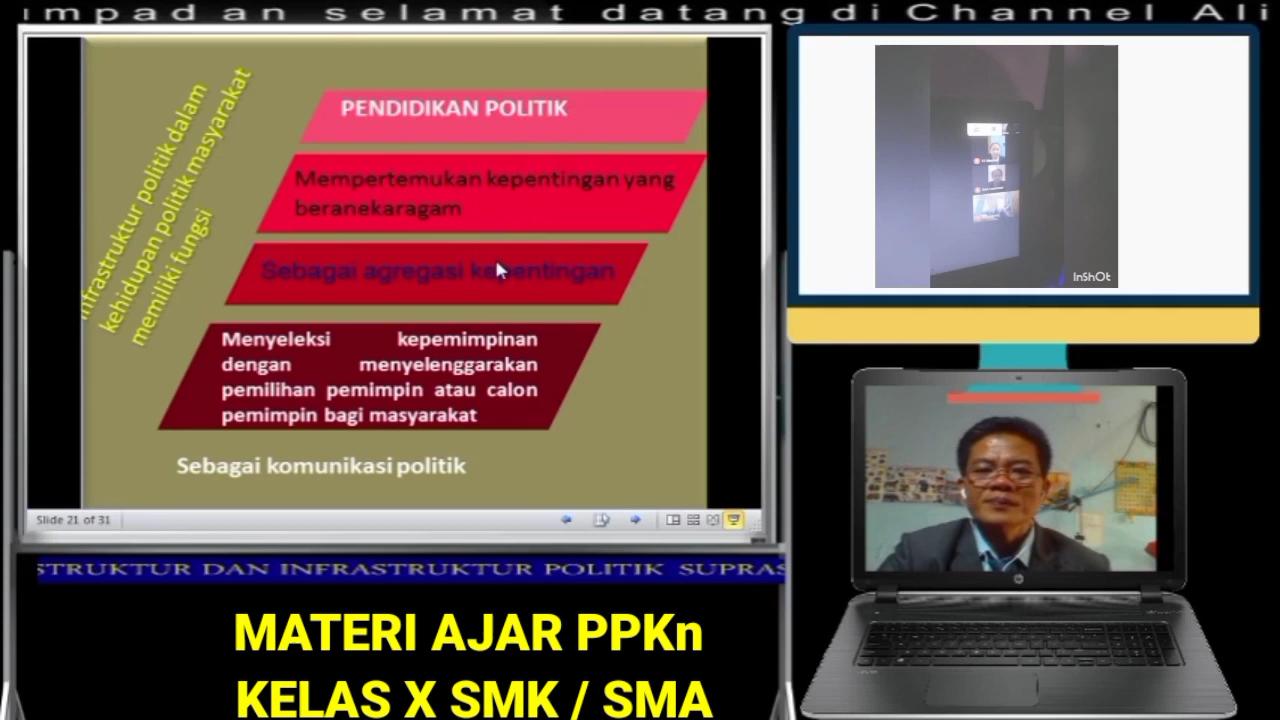 mpad an selamat datang di Channel Ali
nfrastruktur politik dalam
kehidupan politik masyarakat
memiliki fungsi
PENDIDIKAN POLITIK
Mempertemukan kepentingan yang
beranekaragam
Sebagai agregasi kepentingan
Menyeleksi kepemimpinan
dengan menyelenggarakan
pemilihan pemimpin atau calon
pemimpin bagi masyarakat
Sebagai komunikasi politik
Slide 21 of 31
InShOt
hp
STRUKTUR DAN INFRASTRUKTUR POLITIK SUPRAS
MATERI AJAR PPKn
KELAS X SMK / SMA